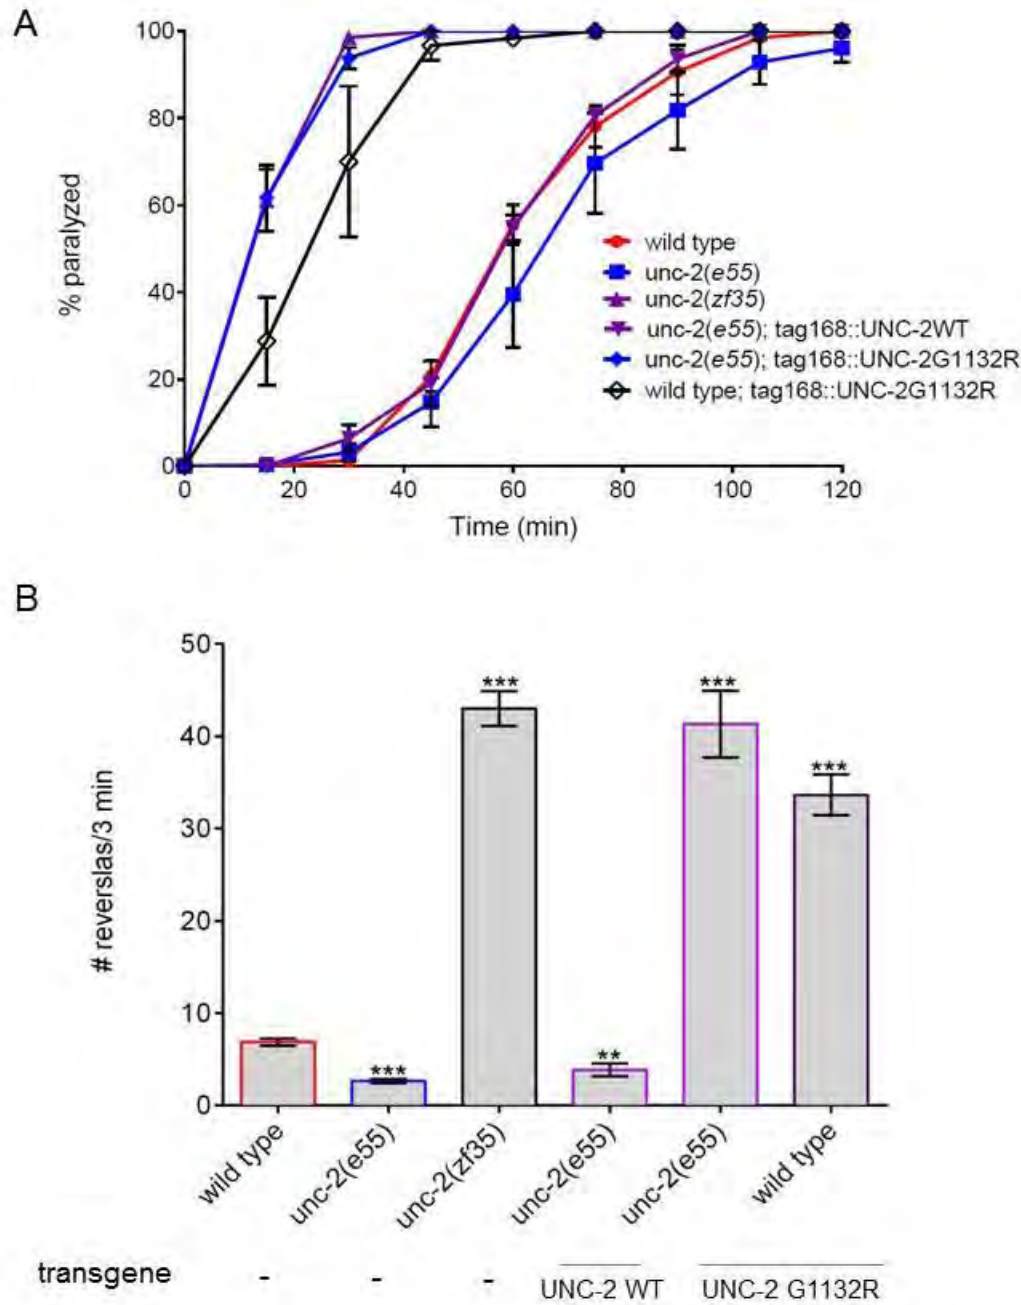 A
100
80
60
40
20
0
% paralyzed
0 20 40 60 80 100 120
Time (min)
wild type
unc-2(e55)
unc-2(zf35)
unc-2(e55); tag168::UNC-2WT
unc-2(e55); tag168::UNC-2G1132R
wild type; tag168::UNC-2G1132R
B
50
40
30
20
10
0
# reverslas/3 min
*** *** ** *** ***
wild type unc-2(e55) unc-2(zf35) unc-2(e55) unc-2(e55) wild type
transgene - - - UNC-2 WT UNC-2 G1132R